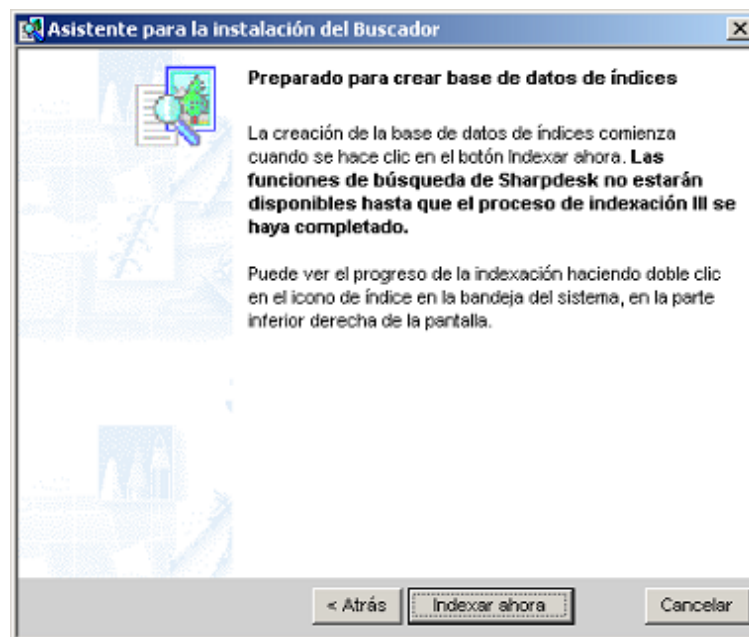 Asistente para la instalación del Buscador
Preparado para crear base de datos de índices
La creación de la base de datos de índices comienza
cuando se hace clic en el botón Indexar ahora. Las
funciones de búsqueda de Sharpdesk no estarán
disponibles hasta que el proceso de indexación III se
haya completado.
Puede ver el progreso de la indexación haciendo doble clic
en el icono de índice en la bandeja del sistema, en la parte
inferior derecha de la pantalla.
< Atrás
Indexar ahora
Cancelar